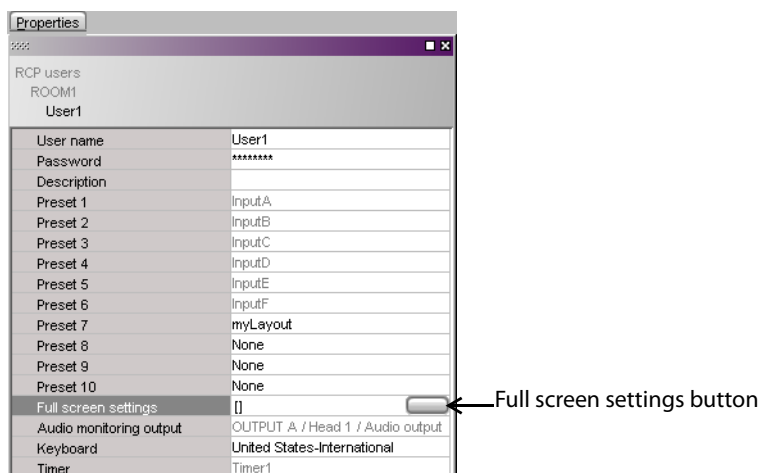 Properties
RCP users
ROOM1
User1
User name User1
Password ********
Description
Preset 1 InputA
Preset 2 InputB
Preset 3 InputC
Preset 4 InputD
Preset 5 InputE
Preset 6 InputF
Preset 7 myLayout
Preset 8 None
Preset 9 None
Preset 10 None
Full screen settings []
Full screen settings button
Audio monitoring output OUTPUT A / Head 1 / Audio output
Keyboard United States-International
Timer Timer1